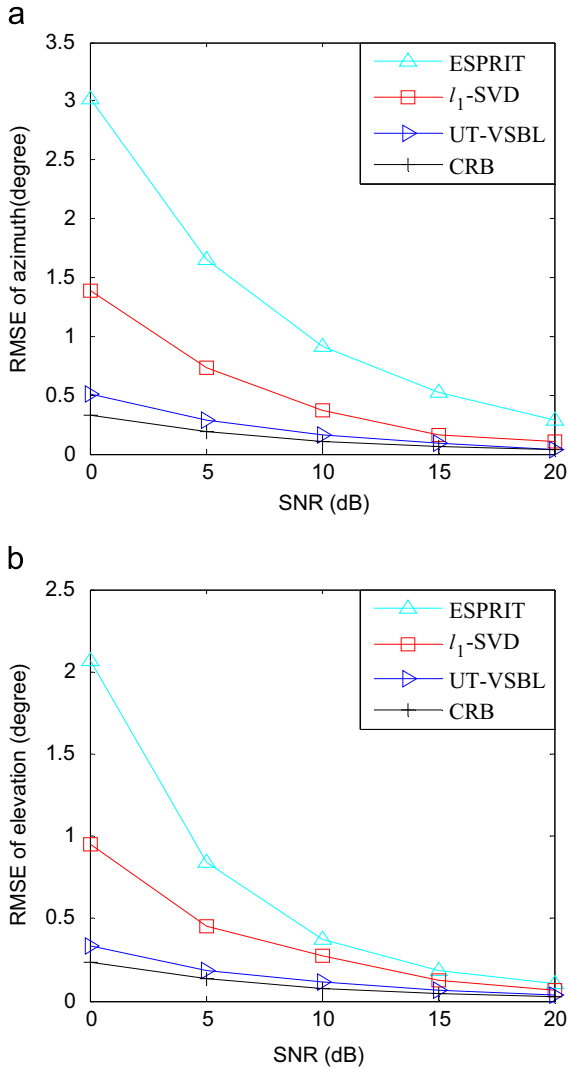 a
3.5
3
2.5
2
1.5
1
0.5
0
0
5
10
15
20
RMSE of azimuth(degree)
SNR (dB)
ESPRIT
l1-SVD
UT-VSBL
CRB
b
2.5
2
1.5
1
0.5
0
0
5
10
15
20
RMSE of elevation (degree)
SNR (dB)
ESPRIT
l1-SVD
UT-VSBL
CRB